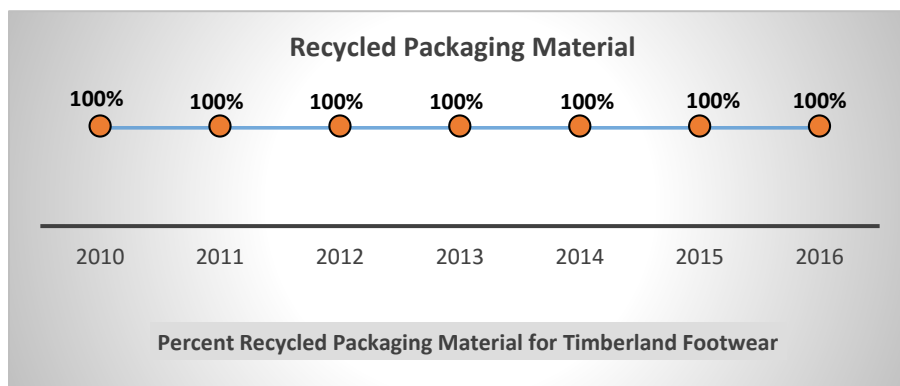 Recycled Packaging Material
100% 100% 100% 100% 100% 100% 100%
2010 2011 2012 2013 2014 2015 2016
Percent Recycled Packaging Material for Timberland Footwear